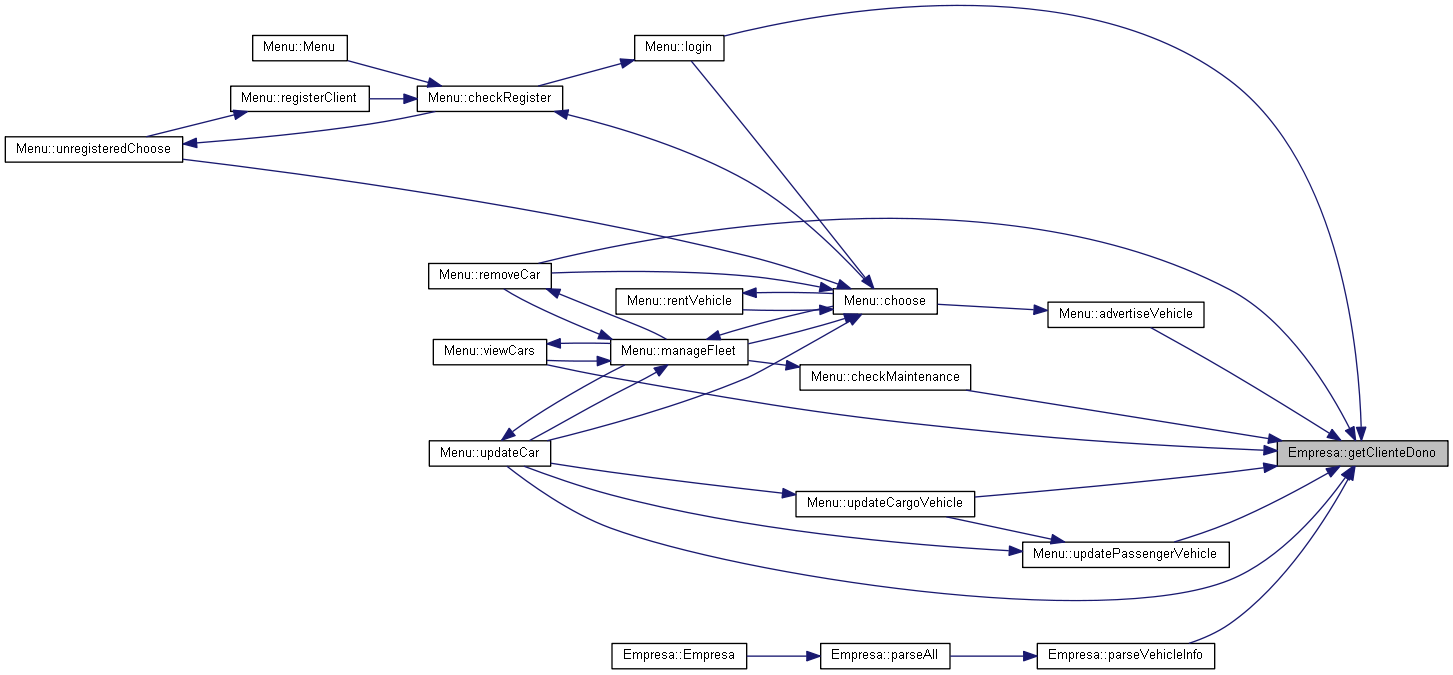 Menu::Menu
Menu::login
Menu::registerClient
Menu::checkRegister
Menu::unregisteredChoose
Menu::removeCar
Menu::rentVehicle
Menu::choose
Menu::advertiseVehicle
Menu::viewCars
Menu::manageFleet
Menu::checkMaintenance
Menu::updateCar
Empresa::getClienteDono
Menu::updateCargoVehicle
Menu::updatePassengerVehicle
Empresa::Empresa
Empresa::parseAll
Empresa::parseVehicleInfo